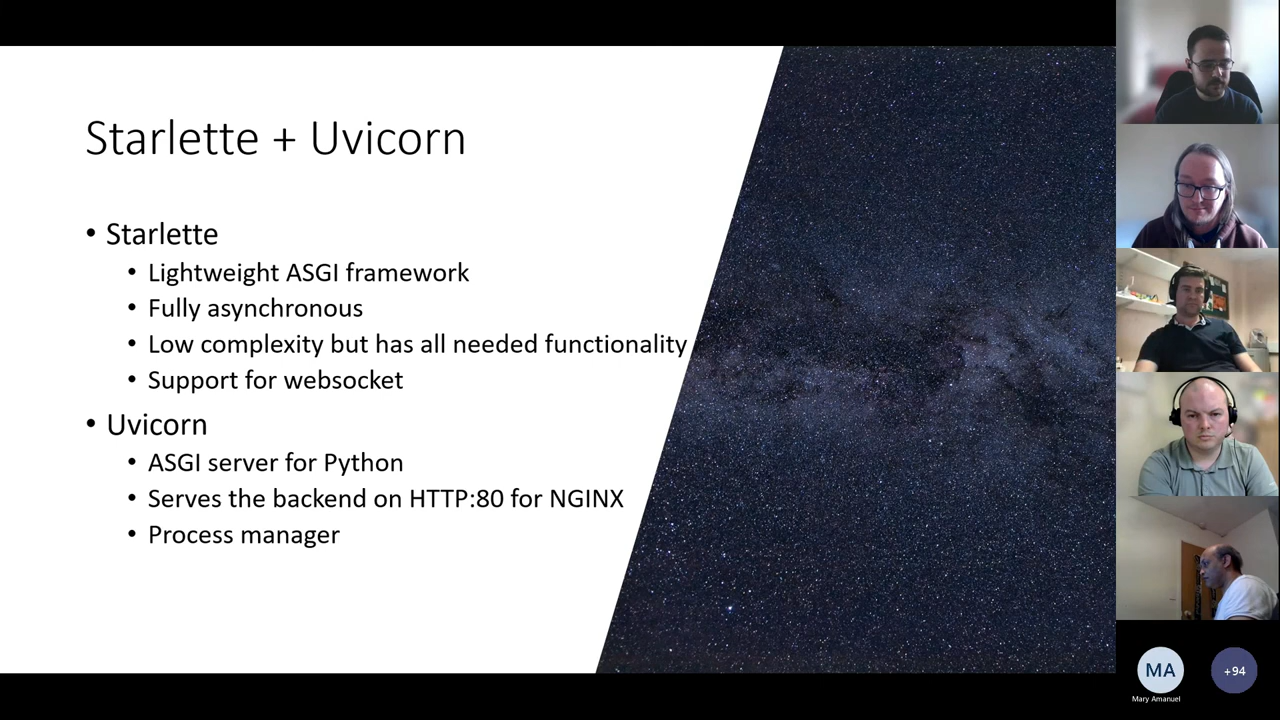 Starlette + Uvicorn
• Starlette
• Lightweight ASGI framework
• Fully asynchronous
• Low complexity but has all needed functionality
• Support for websocket
• Uvicorn
• ASGI server for Python
• Serves the backend on HTTP:80 for NGINX
• Process manager
MA
+94
Mary Amanuel